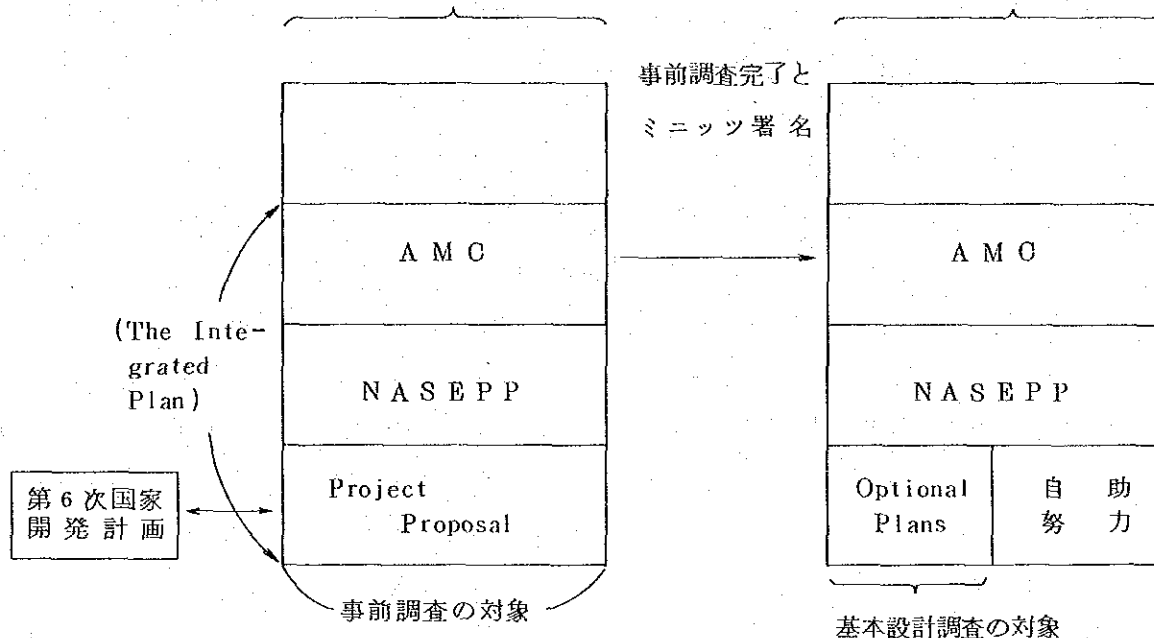 事前調査完了と
ミニッツ署名
AMC
AMC
(The Inte-
grated
Plan)
NASEPP
NASEPP
第6次国家
開発計画
Project
Proposal
Optional
Plans
自助
努力
事前調査の対象
基本設計調査の対象